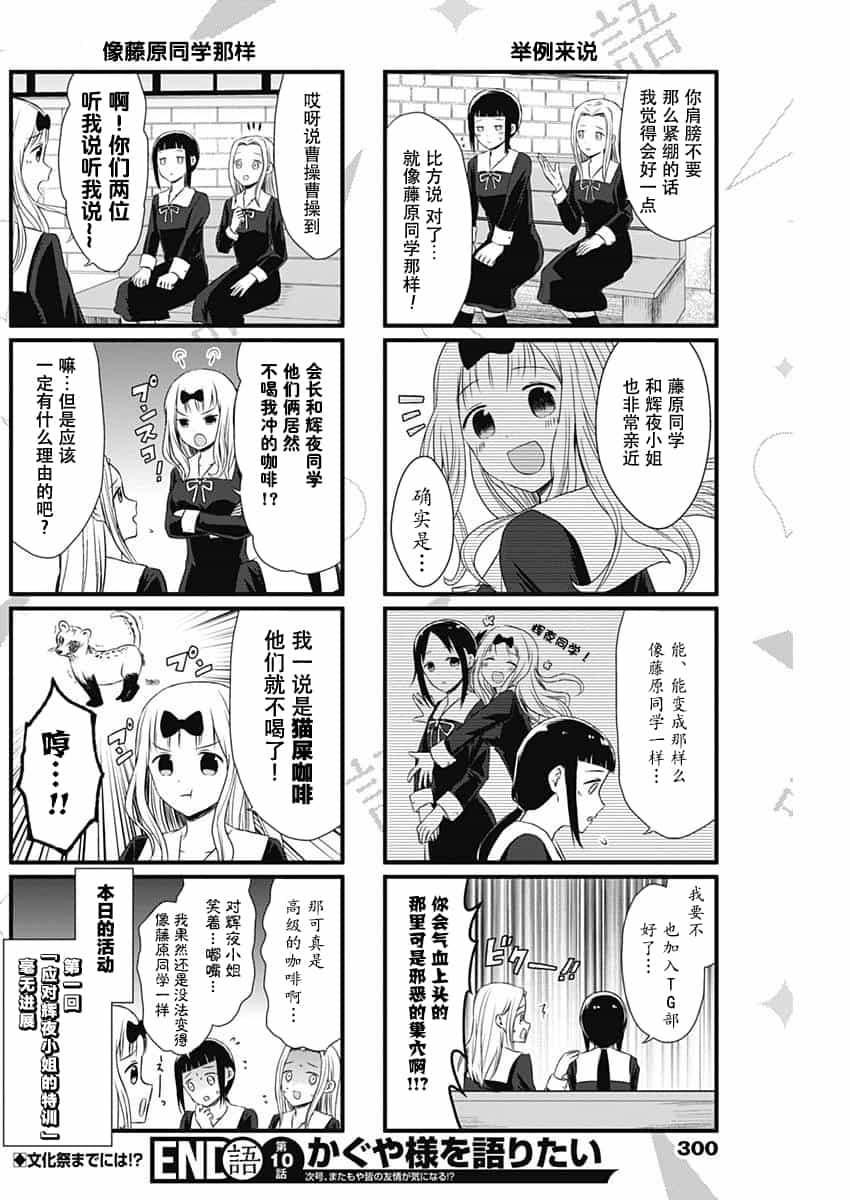 举例来说
你肩膀不要
那么紧绷的话
我觉得会好一点
比方说 对了…
就像藤原同学那样！
藤原同学
和辉夜小姐
也非常亲近
确实是…
能、能变成那样么
像藤原同学一样…
辉夜同学！
我要不
也加入TG部
好了…
ビクー…!!
你会气血上头的
那里可是邪恶的巢穴啊!!?
像藤原同学那样
哎呀说曹操曹操到
啊！你们两位
听我说听我说~
会长和辉夜同学
他们俩居然
不喝我冲的咖啡!?
プンスコ!
嘛…但是应该
一定有什么理由的吧？
我一说是猫屎咖啡
他们就不喝了！
プンプン
哼…!!
那可真是
高级的咖啡啊…
对辉夜小姐
笑着…嘟嘴…
我果然还是没法变得
像藤原同学一样
本日的活动
第一回
「应对辉夜小姐的特训」
毫无进展
◆文化祭までには!?
END
語
第10話
かぐや様を語りたい
次号、またもや皆の友情が気になる!?
300